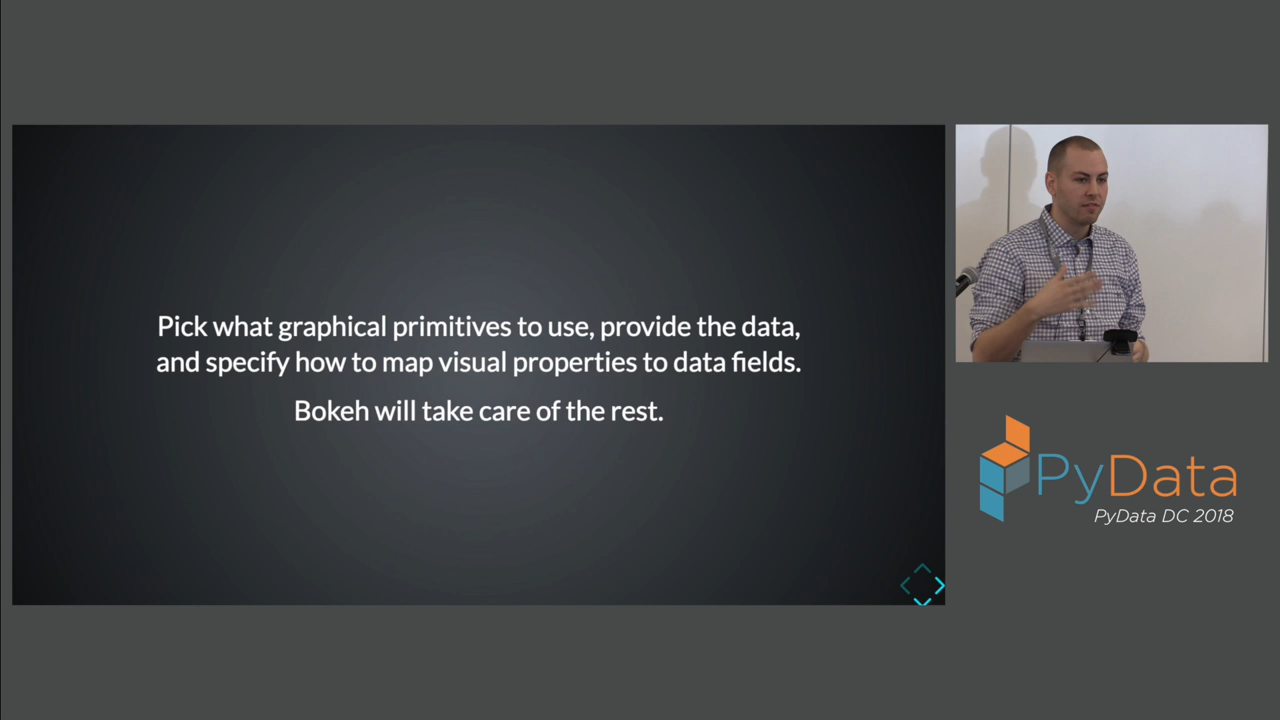 Pick what graphical primitives to use, provide the data,
and specify how to map visual properties to data fields.
Bokeh will take care of the rest.
PyData
PyData DC 2018